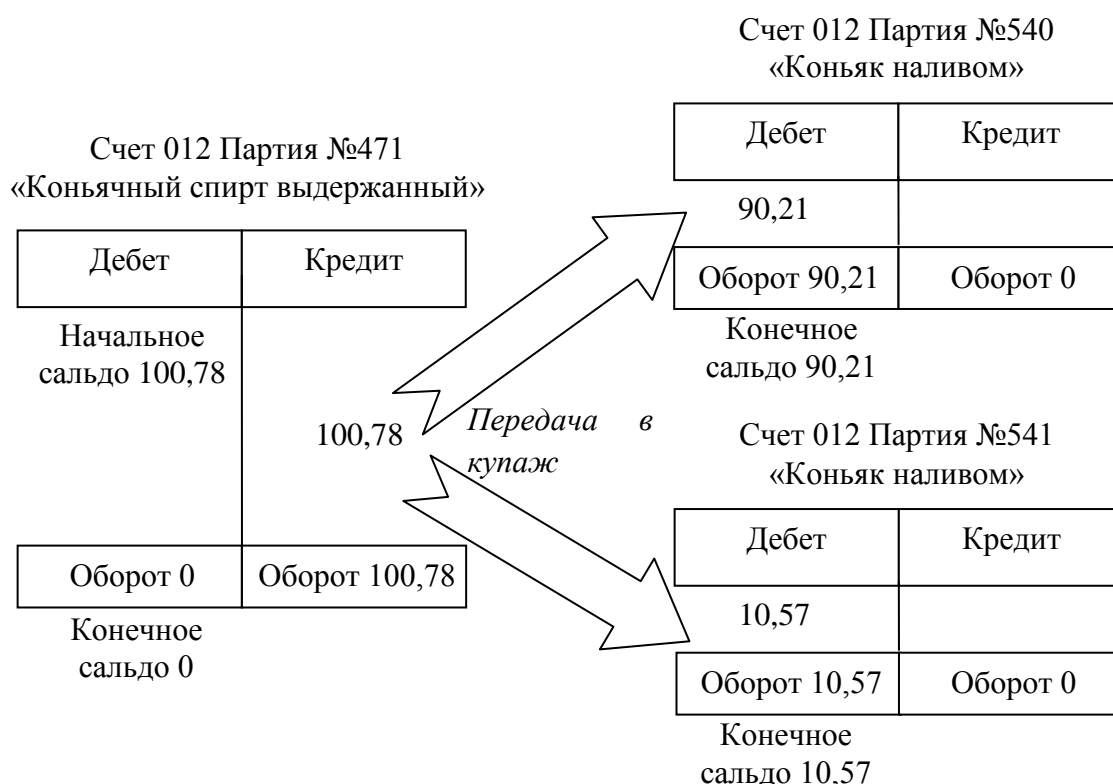 Счет 012 Партия №471
«Коньячный спирт выдержанный»
Дебет Кредит
Начальное
сальдо 100,78
100,78
Оборот 0 Оборот 100,78
Конечное
сальдо 0
Передача в
купаж
Счет 012 Партия №540
«Коньяк наливом»
Дебет Кредит
90,21
Оборот 90,21 Оборот 0
Конечное
сальдо 90,21
Счет 012 Партия №541
«Коньяк наливом»
Дебет Кредит
10,57
Оборот 10,57 Оборот 0
Конечное
сальдо 10,57